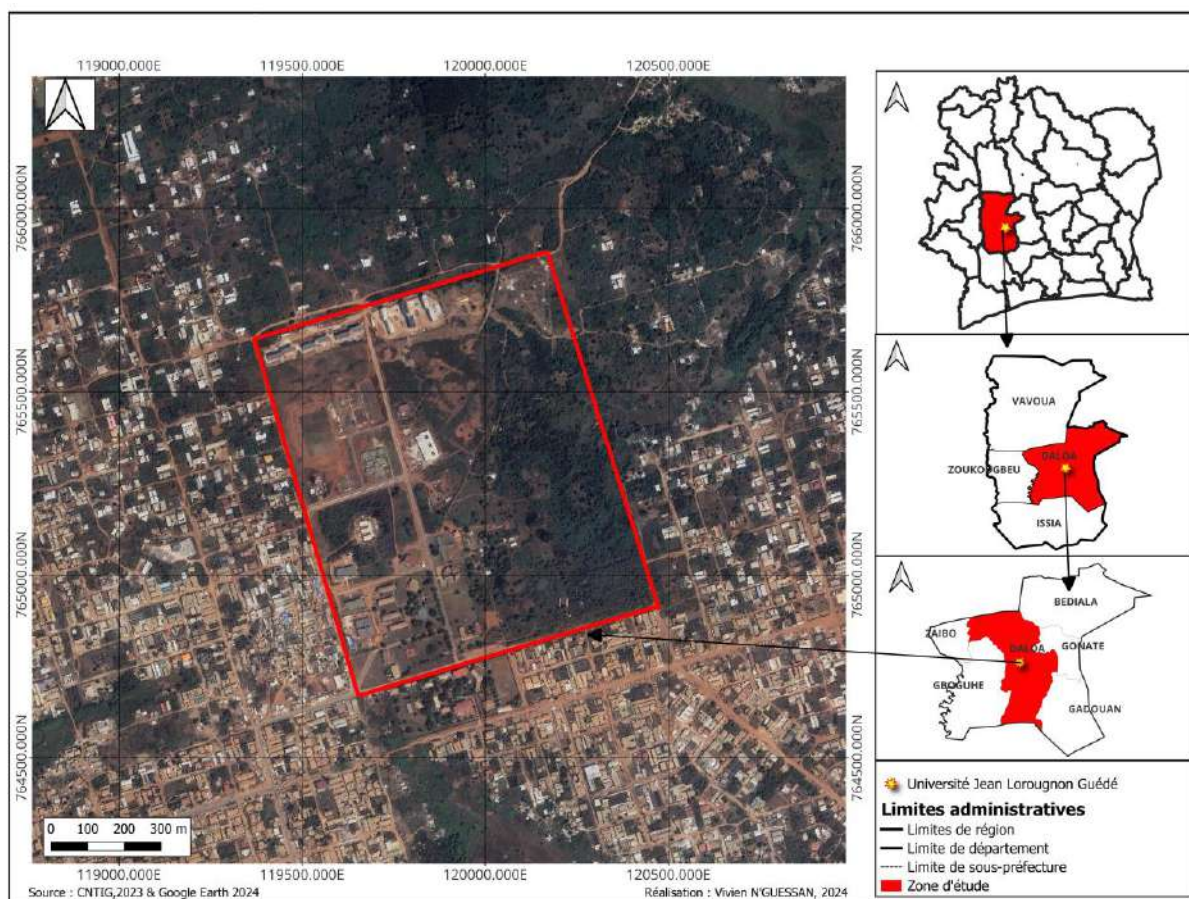 119000.000E 119500.000E 120000.000E 120500.000E
766000.000N 766000.000N
765500.000N 765500.000N
765000.000N 765000.000N
764500.000N 764500.000N
0 100 200 300 m
119000.000E 119500.000E 120000.000E 120500.000E
Source : CNTIG,2023 & Google Earth 2024
Réalisation : Vivien N'GUESSAN, 2024
VAVOUA
DALOA
ZOUKOUGBEU
ISSIA
BEDIALA
ZAIBO
DALOA
GONATE
GBOGUHE
GADOUAN
Université Jean Lorougnon Guédé
Limites administratives
Limites de région
Limite de département
Limite de sous-préfecture
Zone d'étude